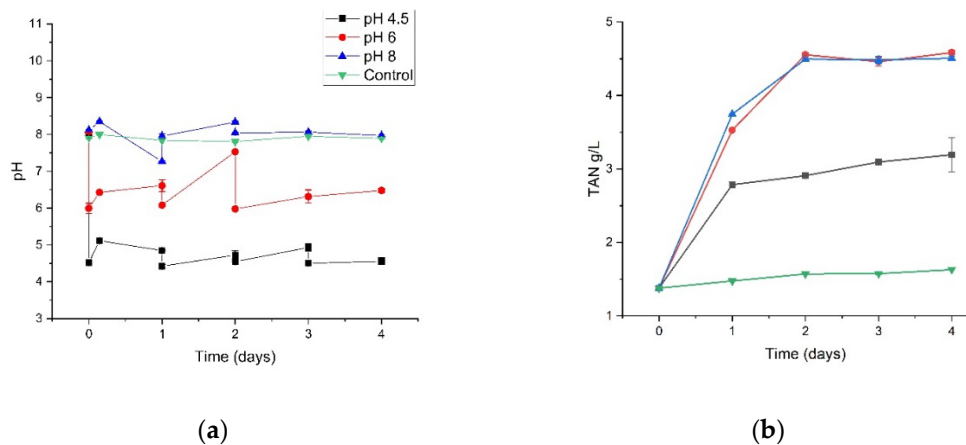 11
10
9
8
7
6
5
4
3
pH
0 1 2 3 4
Time (days)
pH 4.5
pH 6
pH 8
Control
(a)
5
4
3
2
1
TAN g/L
0 1 2 3 4
Time (days)
(b)